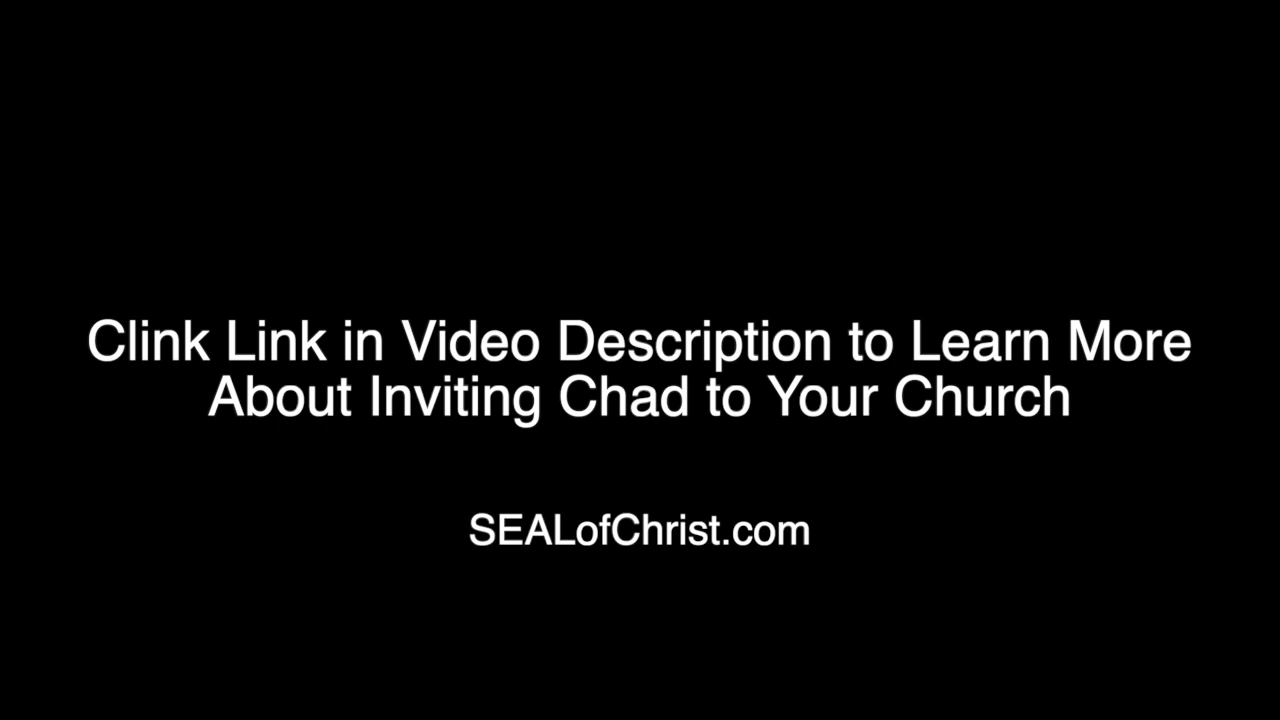 Clink Link in Video Description to Learn More
About Inviting Chad to Your Church
SEALofChrist.com